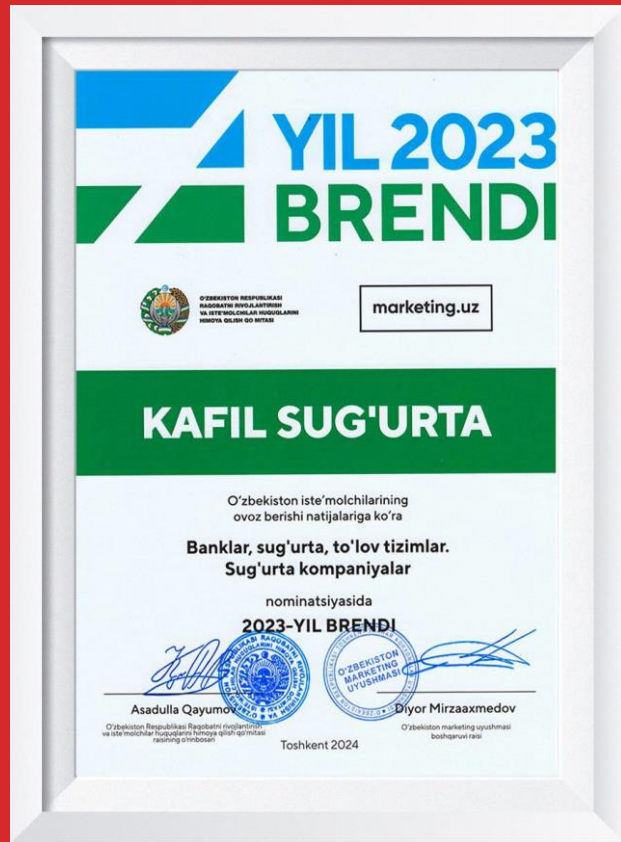 YIL 2023
BRENDI
O'ZBEKISTON RESPUBLIKASI
RAQOBATNI RIVOJLANTIRISH
VA ISTE'MOLCHILAR HUQUQLARINI
HIMOYA QILISH QO'MITASI
marketing.uz
KAFIL SUG'URTA
O'zbekiston iste'molchilarining
ovoz berishi natijalariga ko'ra
Banklar, sug'urta, to'lov tizimlar.
Sug'urta kompaniyalar
nominatsiyasida
2023-YIL BRENDI
O'ZBEKISTON
MARKETING
UYUSHMASI
Asadulla Qayumov
O'zbekiston Respublikasi Raqobatni rivojlantirish
va iste'molchilar huquqlarini himoya qilish qo'mitasi
raisining o'rinbosari
Diyor Mirzaaxmedov
O'zbekiston marketing uyushmasi
boshqaruvi raisi
Toshkent 2024